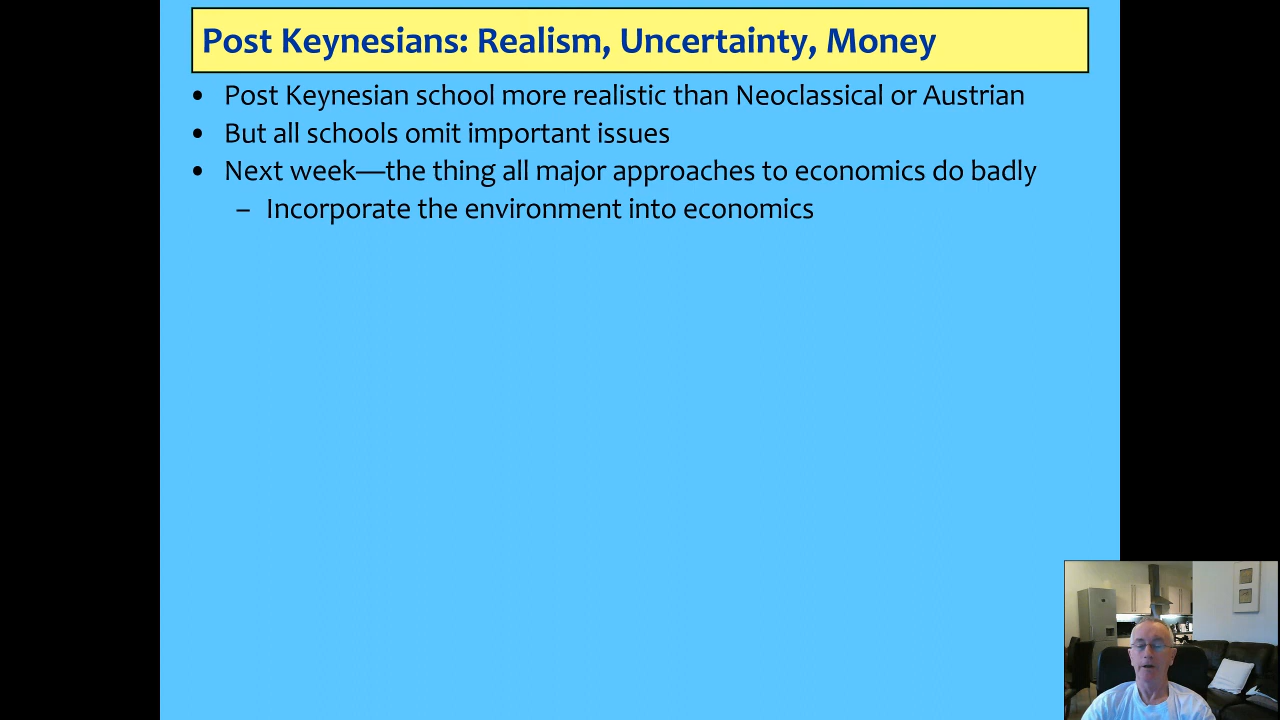 Post Keynesians: Realism, Uncertainty, Money
• Post Keynesian school more realistic than Neoclassical or Austrian
• But all schools omit important issues
• Next week—the thing all major approaches to economics do badly
– Incorporate the environment into economics